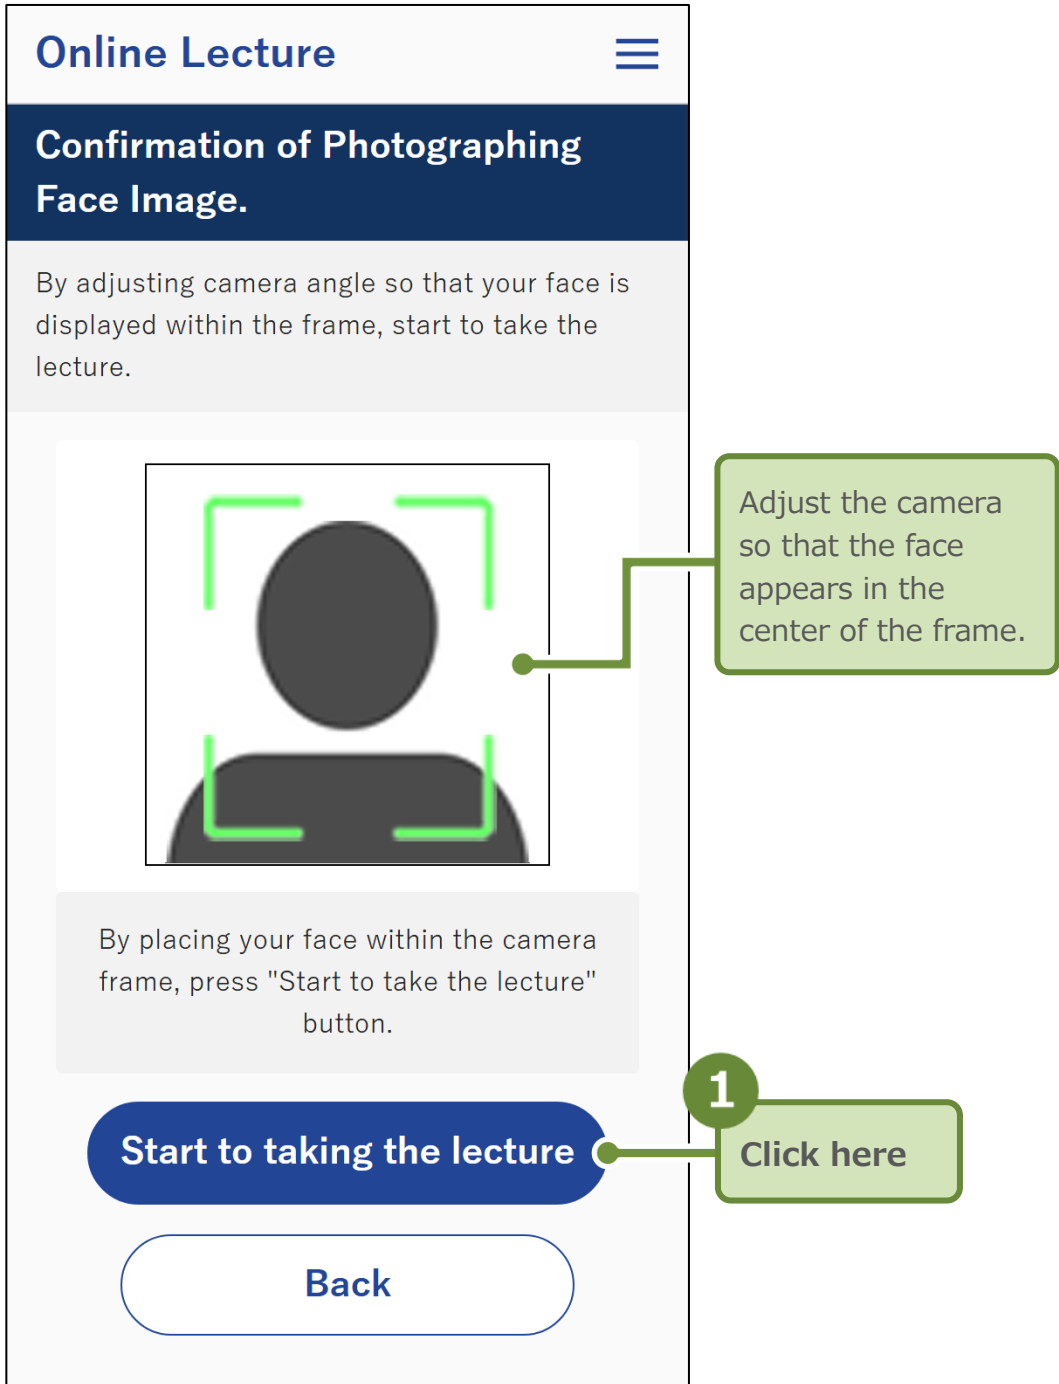 Online Lecture
Confirmation of Photographing
Face Image.
By adjusting camera angle so that your face is
displayed within the frame, start to take the
lecture.
Adjust the camera
so that the face
appears in the
center of the frame.
By placing your face within the camera
frame, press "Start to take the lecture"
button.
1
Start to taking the lecture
Click here
Back